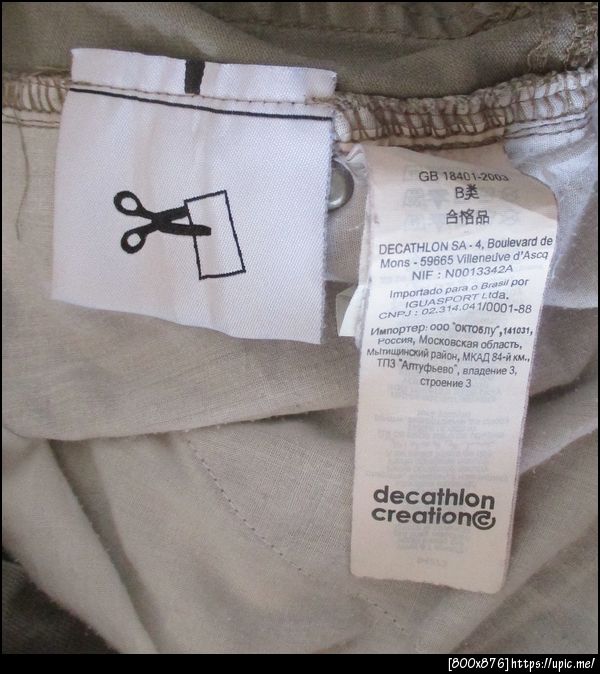 GB 18401-2003
B类
合格品
DECATHLON SA - 4, Boulevard de
Mons - 59665 Villeneuve d'Ascq
NIF : N0013342A
Importado para o Brasil por
IGUASPORT Ltda,
CNPJ : 02.314.041/0001-88
Импортер: ооо "октоблу",141031,
Россия, Московская область,
Мытищинский район, МКАД 84-й км.,
ТПЗ "Алтуфьево", владение 3,
строение 3
decathlon
creation
[800x876]https://upic.me/